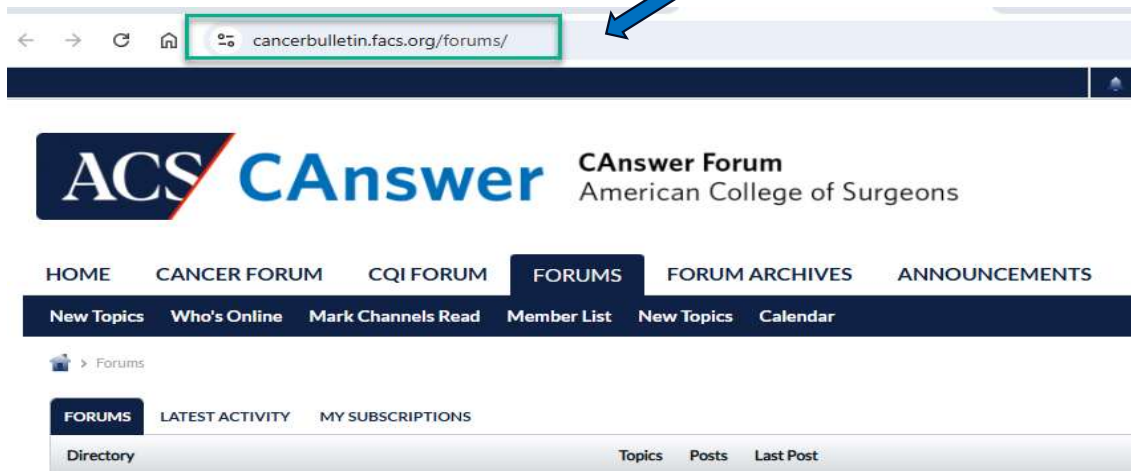 cancerbulletin.facs.org/forums/
ACS CAnswer
CAnswer Forum
American College of Surgeons
HOME CANCER FORUM CQI FORUM FORUMS FORUM ARCHIVES ANNOUNCEMENTS
New Topics Who's Online Mark Channels Read Member List New Topics Calendar
> Forums
FORUMS LATEST ACTIVITY MY SUBSCRIPTIONS
Directory Topics Posts Last Post